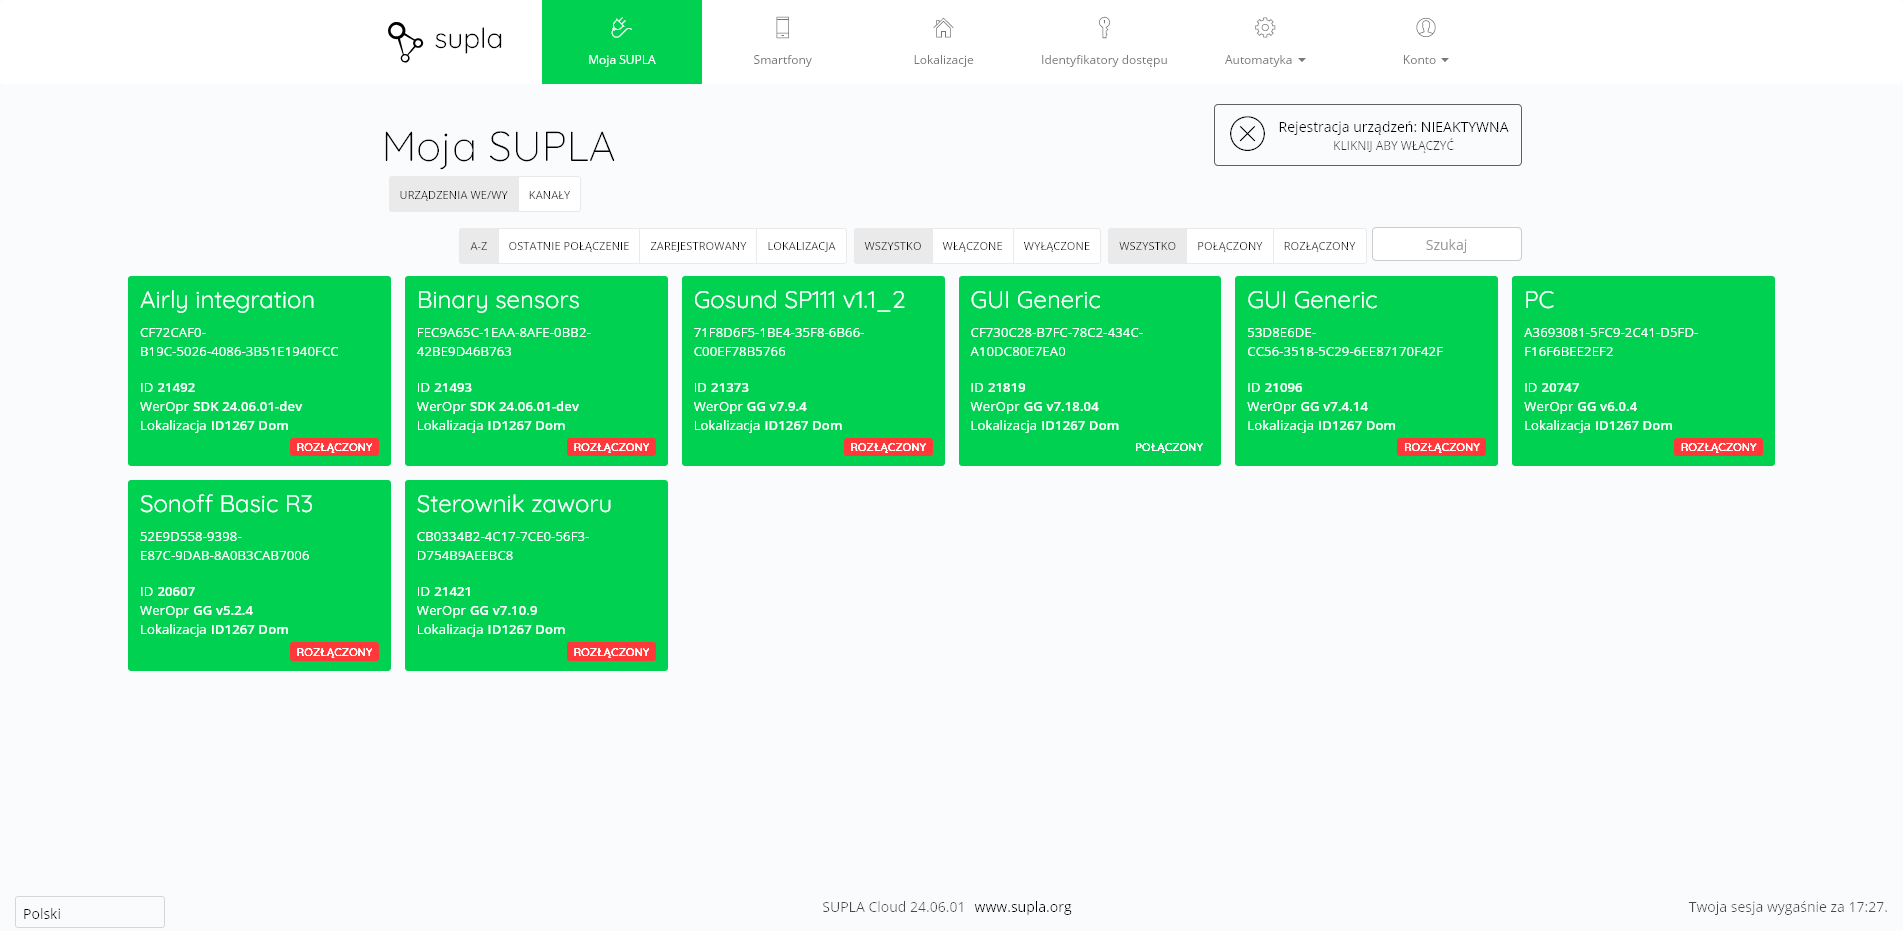 supla
Moja SUPLA
Smartfony
Lokalizacje
Identyfikatory dostępu
Automatyka
Konto
Moja SUPLA
Rejestracja urządzeń: NIEAKTYWNA
KLIKNIJ ABY WŁĄCZYĆ
URZĄDZENIA WE/WY KANAŁY
A-Z OSTATNIE POŁĄCZENIE ZAREJESTROWANY LOKALIZACJA WSZYSTKO WŁĄCZONE WYŁĄCZONE WSZYSTKO POŁĄCZONY ROZŁĄCZONY Szukaj
Airly integration
CF72CAF0-
B19C-5026-4086-3B51E1940FCC
ID 21492
WerOpr SDK 24.06.01-dev
Lokalizacja ID1267 Dom
ROZŁĄCZONY
Binary sensors
FEC9A65C-1EAA-8AFE-0BB2-
42BE9D46B763
ID 21493
WerOpr SDK 24.06.01-dev
Lokalizacja ID1267 Dom
ROZŁĄCZONY
Gosund SP111 v1.1_2
71F8D6F5-1BE4-35F8-6B66-
C00EF78B5766
ID 21373
WerOpr GG v7.9.4
Lokalizacja ID1267 Dom
ROZŁĄCZONY
GUI Generic
CF730C28-B7FC-78C2-434C-
A10DC80E7EA0
ID 21819
WerOpr GG v7.18.04
Lokalizacja ID1267 Dom
POŁĄCZONY
GUI Generic
53D8E6DE-
CC56-3518-5C29-6EE87170F42F
ID 21096
WerOpr GG v7.4.14
Lokalizacja ID1267 Dom
ROZŁĄCZONY
PC
A3693081-5FC9-2C41-D5FD-
F16F6BEE2EF2
ID 20747
WerOpr GG v6.0.4
Lokalizacja ID1267 Dom
ROZŁĄCZONY
Sonoff Basic R3
52E9D558-9398-
E87C-9DAB-8A0B3CAB7006
ID 20607
WerOpr GG v5.2.4
Lokalizacja ID1267 Dom
ROZŁĄCZONY
Sterownik zaworu
CB0334B2-4C17-7CE0-56F3-
D754B9AEEBC8
ID 21421
WerOpr GG v7.10.9
Lokalizacja ID1267 Dom
ROZŁĄCZONY
Polski
SUPLA Cloud 24.06.01 www.supla.org
Twoja sesja wygaśnie za 17:27.